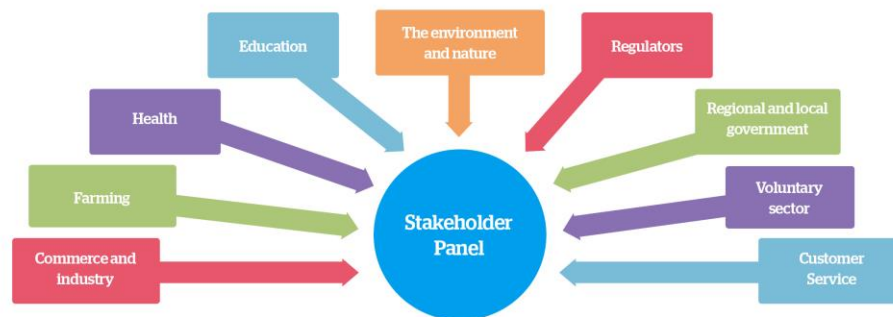 Education
The environment
and nature
Regulators
Health
Regional and local
government
Farming
Voluntary
sector
Stakeholder
Panel
Commerce and
industry
Customer
Service